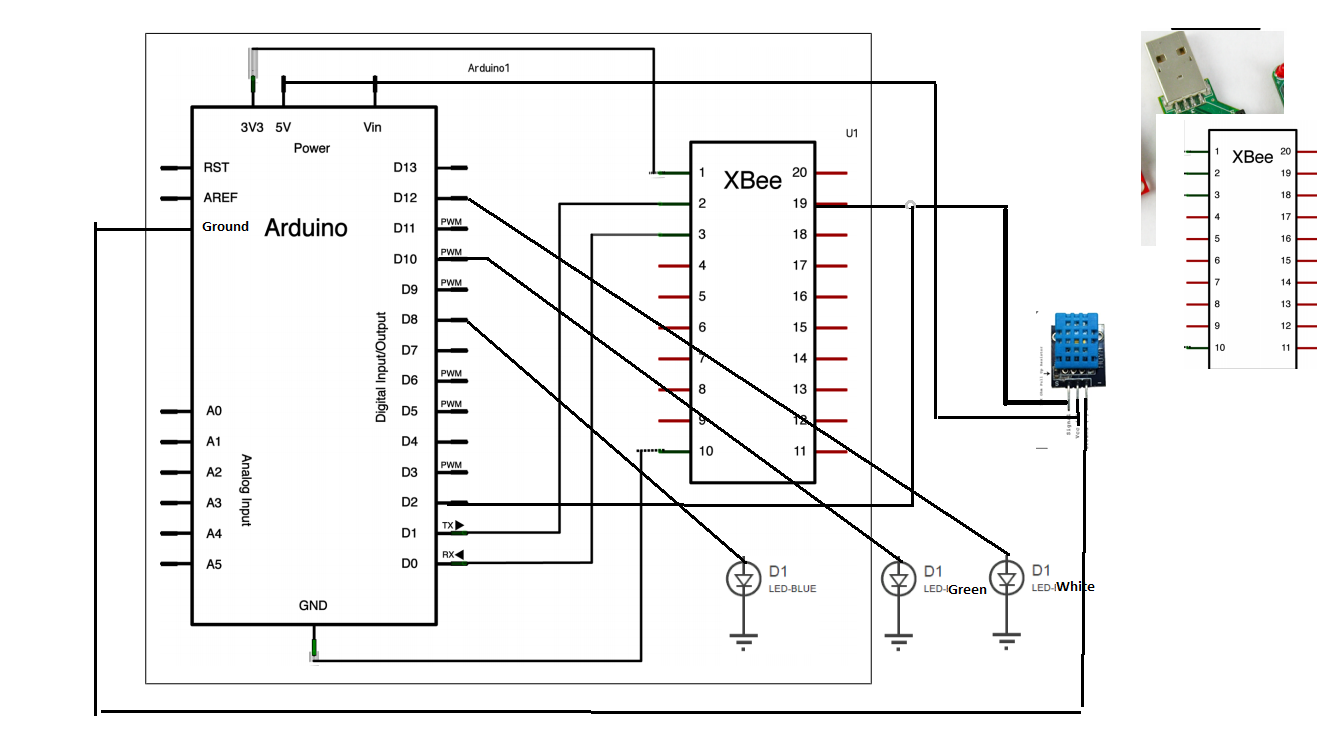 Arduino1
3V3 5V Vin
Power
RST D13
AREF D12
Ground Arduino D11 PWM
D10 PWM
D9 PWM
D8
D7
D6 PWM
A0 D5 PWM
A1 D4
A2 D3 PWM
A3 D2
A4 D1 TX
A5 D0 RX
Analog Input
Digital Input/Output
GND
U1
XBee
1 20
2 19
3 18
4 17
5 16
6 15
7 14
8 13
9 12
10 11
D1
LED-BLUE
D1
LED-Green
D1
LED-White
XBee
1 20
2 19
3 18
4 17
5 16
6 15
7 14
8 13
9 12
10 11